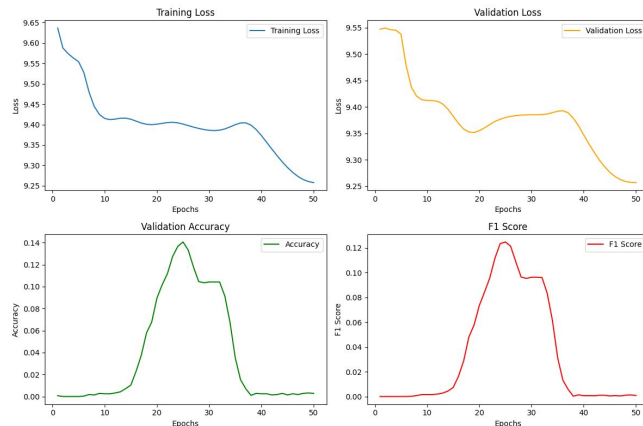 Training Loss
9.65
9.60
9.55
9.50
9.45
9.40
9.35
9.30
9.25
Loss
Training Loss
0 10 20 30 40 50
Epochs
Validation Loss
9.55
9.50
9.45
9.40
9.35
9.30
9.25
Loss
Validation Loss
0 10 20 30 40 50
Epochs
Validation Accuracy
0.14
0.12
0.10
0.08
0.06
0.04
0.02
0.00
Accuracy
Accuracy
0 10 20 30 40 50
Epochs
F1 Score
0.12
0.10
0.08
0.06
0.04
0.02
0.00
F1 Score
F1 Score
0 10 20 30 40 50
Epochs